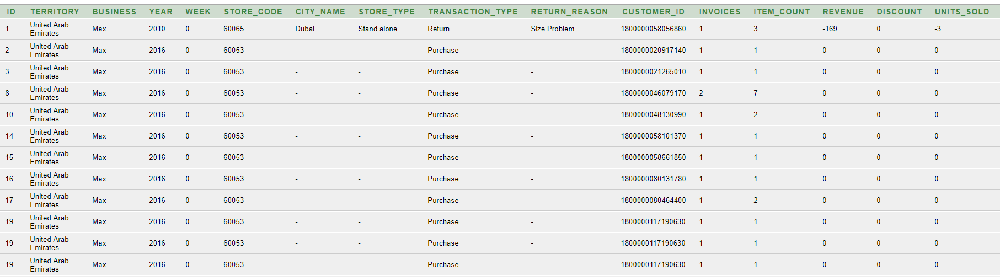 ID TERRITORY BUSINESS YEAR WEEK STORE_CODE CITY_NAME STORE_TYPE TRANSACTION_TYPE RETURN_REASON CUSTOMER_ID INVOICES ITEM_COUNT REVENUE DISCOUNT UNITS_SOLD
1 United Arab Emirates Max 2010 0 60065 Dubai Stand alone Return Size Problem 1800000058056860 1 3 -169 0 -3
2 United Arab Emirates Max 2016 0 60053 - - Purchase - 1800000020917140 1 1 0 0 0
3 United Arab Emirates Max 2016 0 60053 - - Purchase - 1800000021265010 1 1 0 0 0
8 United Arab Emirates Max 2016 0 60053 - - Purchase - 1800000046079170 2 7 0 0 0
10 United Arab Emirates Max 2016 0 60053 - - Purchase - 1800000048130990 1 2 0 0 0
14 United Arab Emirates Max 2016 0 60053 - - Purchase - 1800000058101370 1 1 0 0 0
15 United Arab Emirates Max 2016 0 60053 - - Purchase - 1800000058661850 1 1 0 0 0
16 United Arab Emirates Max 2016 0 60053 - - Purchase - 1800000080131780 1 1 0 0 0
17 United Arab Emirates Max 2016 0 60053 - - Purchase - 1800000080464400 1 2 0 0 0
19 United Arab Emirates Max 2016 0 60053 - - Purchase - 1800000117190630 1 1 0 0 0
19 United Arab Emirates Max 2016 0 60053 - - Purchase - 1800000117190630 1 1 0 0 0
19 United Arab Emirates Max 2016 0 60053 - - Purchase - 1800000117190630 1 1 0 0 0